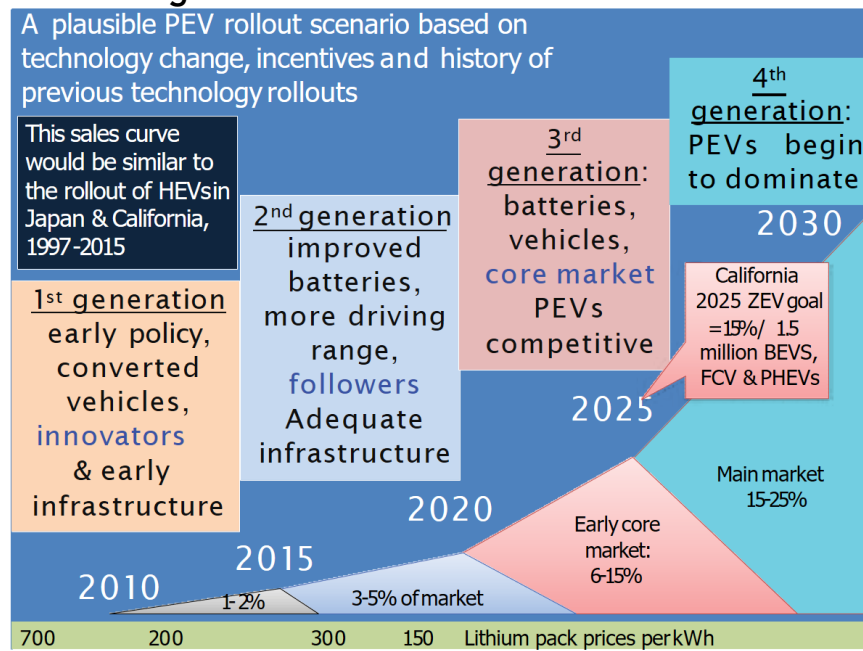 A plausible PEV rollout scenario based on
technology change, incentives and history of
previous technology rollouts
This sales curve
would be similar to
the rollout of HEVs in
Japan & California,
1997-2015
1st generation
early policy,
converted
vehicles,
innovators
& early
infrastructure
2nd generation
improved
batteries,
more driving
range,
followers
Adequate
infrastructure
3rd
generation:
batteries,
vehicles,
core market
PEVs
competitive
4th
generation:
PEVs begin
to dominate
2030
California
2025 ZEV goal
=15%/ 1.5
million BEVS,
FCV & PHEVs
2025
2020
2015
2010
Main market
15-25%
Early core
market:
6-15%
3-5% of market
1-2%
700 200 300 150 Lithium pack prices per kWh